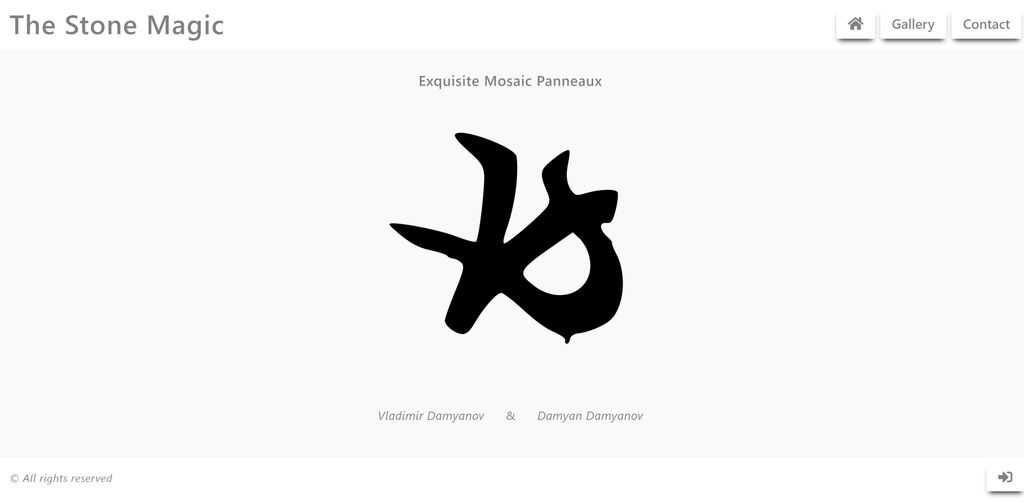 The Stone Magic
Gallery
Contact
Exquisite Mosaic Panneaux
Vladimir Damyanov & Damyan Damyanov
© All rights reserved